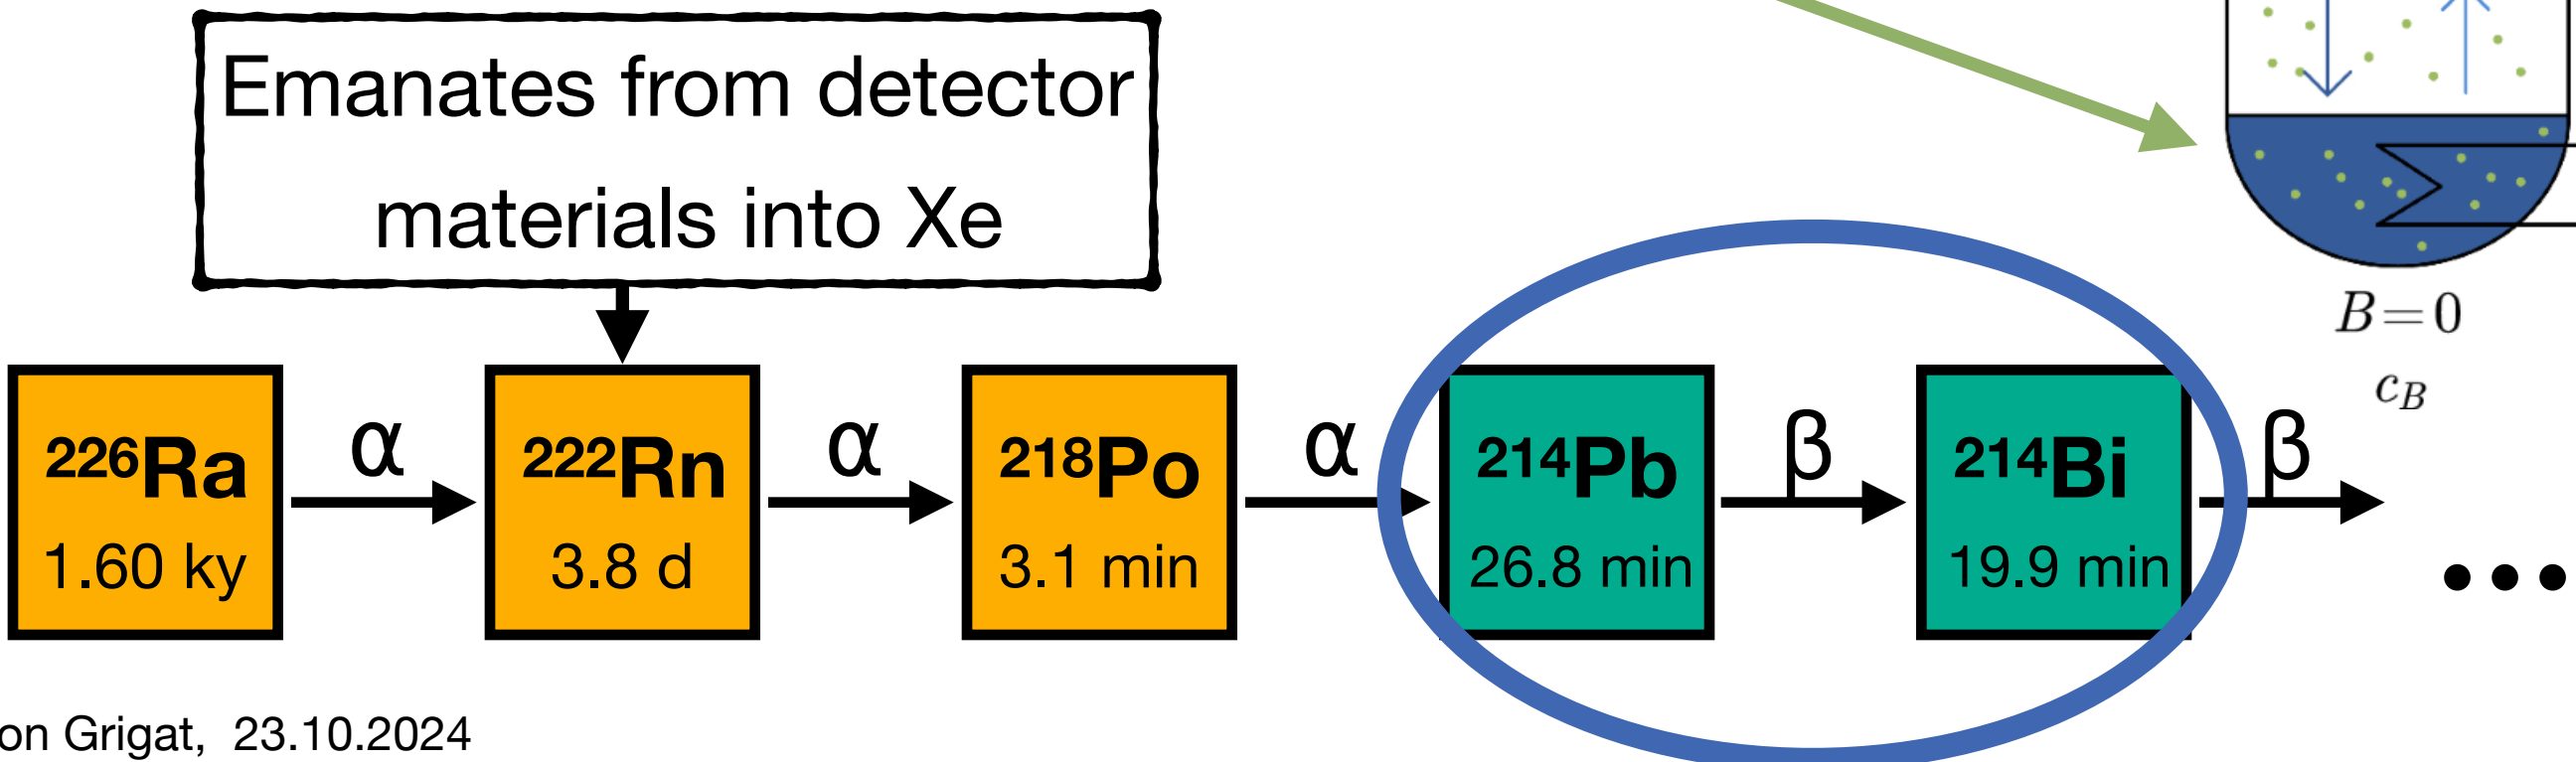 Emanates from detector
materials into Xe
B=0
c_B
α α α β β
²²⁶Ra ²²²Rn ²¹⁸Po ²¹⁴Pb ²¹⁴Bi
1.60 ky 3.8 d 3.1 min 26.8 min 19.9 min
•••
on Grigat, 23.10.2024